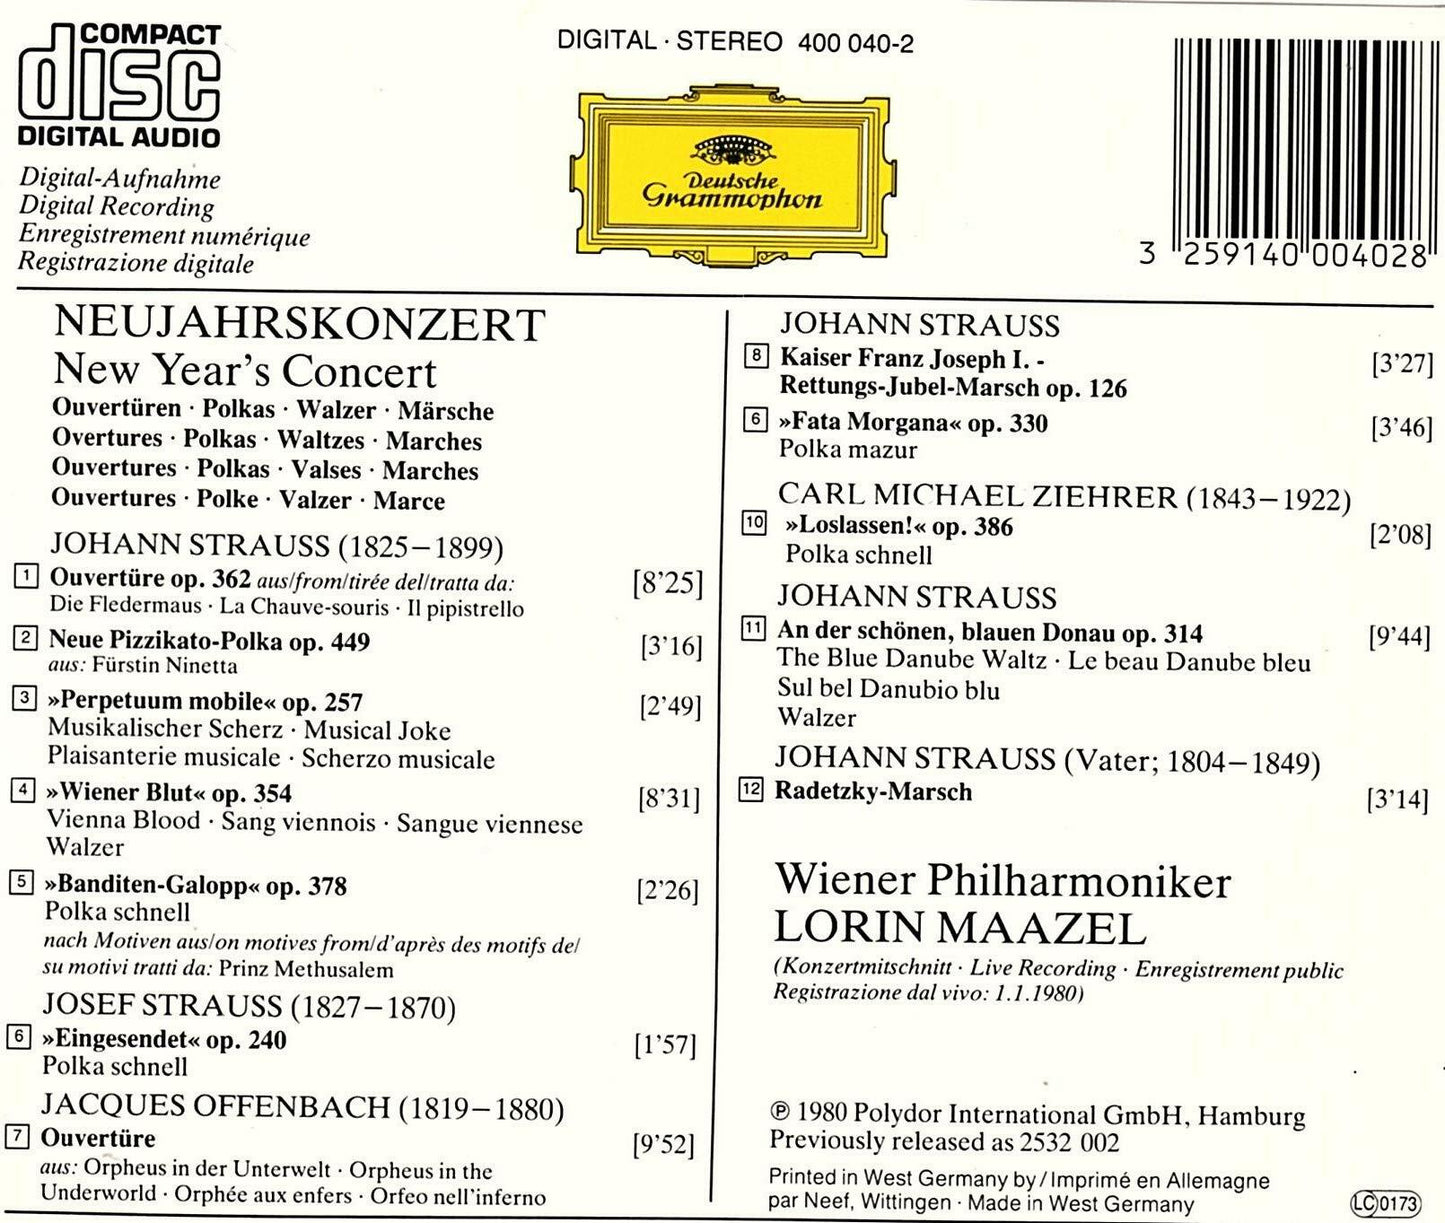 COMPACT
disc
DIGITAL AUDIO
Digital-Aufnahme
Digital Recording
Enregistrement numérique
Registrazione digitale
DIGITAL · STEREO 400 040-2
Deutsche
Grammophon
3 259140 004028
NEUJAHRSKONZERT
New Year's Concert
Ouvertüren · Polkas · Walzer · Märsche
Overtures · Polkas · Waltzes · Marches
Ouvertures · Polkas · Valses · Marches
Ouvertures · Polke · Valzer · Marce
JOHANN STRAUSS (1825–1899)
1 Ouvertüre op. 362 aus/from/tirée del/tratta da: [8'25]
Die Fledermaus · La Chauve-souris · Il pipistrello
2 Neue Pizzikato-Polka op. 449 [3'16]
aus: Fürstin Ninetta
3 »Perpetuum mobile« op. 257 [2'49]
Musikalischer Scherz · Musical Joke
Plaisanterie musicale · Scherzo musicale
4 »Wiener Blut« op. 354 [8'31]
Vienna Blood · Sang viennois · Sangue viennese
Walzer
5 »Banditen-Galopp« op. 378 [2'26]
Polka schnell
nach Motiven aus/on motives from/d'après des motifs de/
su motivi tratti da: Prinz Methusalem
JOSEF STRAUSS (1827–1870)
6 »Eingesendet« op. 240 [1'57]
Polka schnell
JACQUES OFFENBACH (1819–1880)
7 Ouvertüre [9'52]
aus: Orpheus in der Unterwelt · Orpheus in the
Underworld · Orphée aux enfers · Orfeo nell'inferno
JOHANN STRAUSS
8 Kaiser Franz Joseph I. - [3'27]
Rettungs-Jubel-Marsch op. 126
6 »Fata Morgana« op. 330 [3'46]
Polka mazur
CARL MICHAEL ZIEHRER (1843–1922)
10 »Loslassen!« op. 386 [2'08]
Polka schnell
JOHANN STRAUSS
11 An der schönen, blauen Donau op. 314 [9'44]
The Blue Danube Waltz · Le beau Danube bleu
Sul bel Danubio blu
Walzer
JOHANN STRAUSS (Vater; 1804–1849)
12 Radetzky-Marsch [3'14]
Wiener Philharmoniker
LORIN MAAZEL
(Konzertmitschnitt · Live Recording · Enregistrement public
Registrazione dal vivo: 1.1.1980)
℗ 1980 Polydor International GmbH, Hamburg
Previously released as 2532 002
Printed in West Germany by/Imprimé en Allemagne
par Neef, Wittingen · Made in West Germany
LC 0173